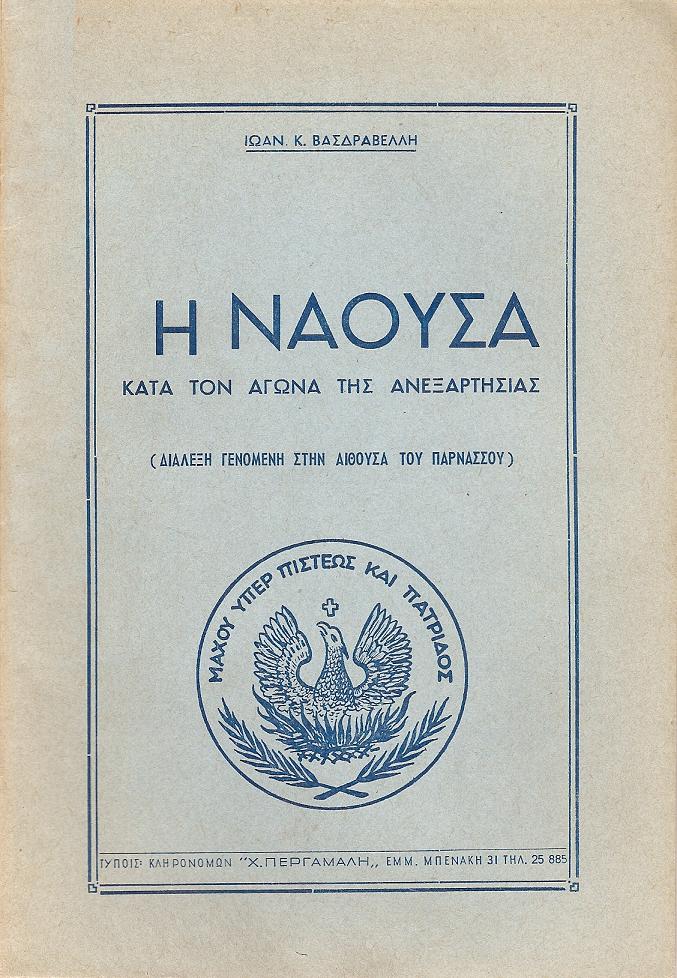 ΙΩΑΝ. Κ. ΒΑΣΔΡΑΒΕΛΛΗ
Η ΝΑΟΥΣΑ
ΚΑΤΑ ΤΟΝ ΑΓΩΝΑ ΤΗΣ ΑΝΕΞΑΡΤΗΣΙΑΣ
(ΔΙΑΛΕΞΗ ΓΕΝΟΜΕΝΗ ΣΤΗΝ ΑΙΘΟΥΣΑ ΤΟΥ ΠΑΡΝΑΣΣΟΥ)
ΜΑΧΟΥ ΥΠΕΡ ΠΙΣΤΕΩΣ ΚΑΙ ΠΑΤΡΙΔΟΣ
ΤΥΠΟΙΣ: ΚΛΗΡΟΝΟΜΩΝ "Χ.ΠΕΡΓΑΜΑΛΗ,, ΕΜΜ. ΜΠΕΝΑΚΗ 31 ΤΗΛ. 25 885